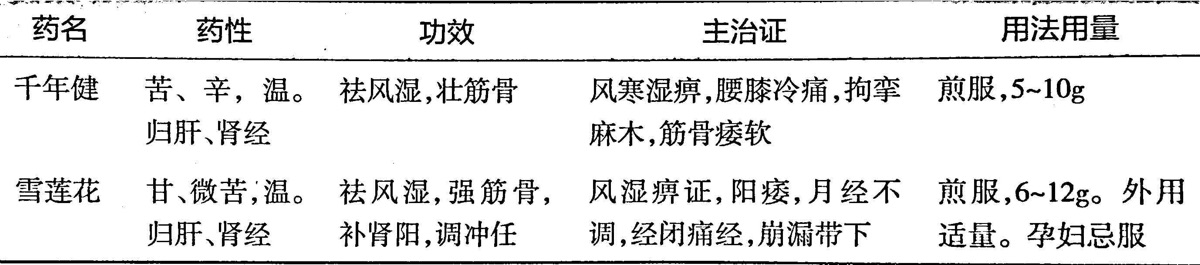 药名 药性 功效 主治证 用法用量
千年健 苦、辛，温。 祛风湿，壮筋骨 风寒湿痹，腰膝冷痛，拘挛 煎服，5~10g
归肝、肾经 麻木，筋骨痿软
雪莲花 甘、微苦，温。 祛风湿，强筋骨， 风湿痹证，阳痿，月经不 煎服，6~12g。外用
归肝、肾经 补肾阳，调冲任 调，经闭痛经，崩漏带下 适量。孕妇忌服